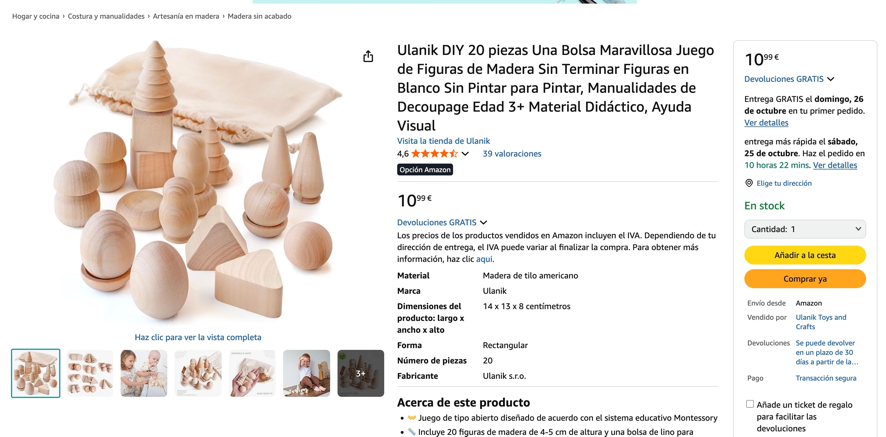 Hogar y cocina › Costura y manualidades › Artesanía en madera › Madera sin acabado
Ulanik DIY 20 piezas Una Bolsa Maravillosa Juego
de Figuras de Madera Sin Terminar Figuras en
Blanco Sin Pintar para Pintar, Manualidades de
Decoupage Edad 3+ Material Didáctico, Ayuda
Visual
Visita la tienda de Ulanik
4,6 39 valoraciones
Opción Amazon
10,99 €
Devoluciones GRATIS
Los precios de los productos vendidos en Amazon incluyen el IVA. Dependiendo de tu
dirección de entrega, el IVA puede variar al finalizar la compra. Para obtener más
información, haz clic aquí.
Material Madera de tilo americano
Marca Ulanik
Dimensiones del 14 x 13 x 8 centímetros
producto: largo x
ancho x alto
Forma Rectangular
Número de piezas 20
Fabricante Ulanik s.r.o.
Acerca de este producto
• Juego de tipo abierto diseñado de acuerdo con el sistema educativo Montessory
• Incluye 20 figuras de madera de 4-5 cm de altura y una bolsa de lino para
Haz clic para ver la vista completa
3+
10,99 €
Devoluciones GRATIS
Entrega GRATIS el domingo, 26
de octubre en tu primer pedido.
Ver detalles
entrega más rápida el sábado,
25 de octubre. Haz el pedido en
10 horas 22 mins. Ver detalles
Elige tu dirección
En stock
Cantidad: 1
Añadir a la cesta
Comprar ya
Envío desde Amazon
Vendido por Ulanik Toys and
Crafts
Devoluciones Se puede devolver
en un plazo de 30
días a partir de la...
Pago Transacción segura
Añade un ticket de regalo
para facilitar las
devoluciones